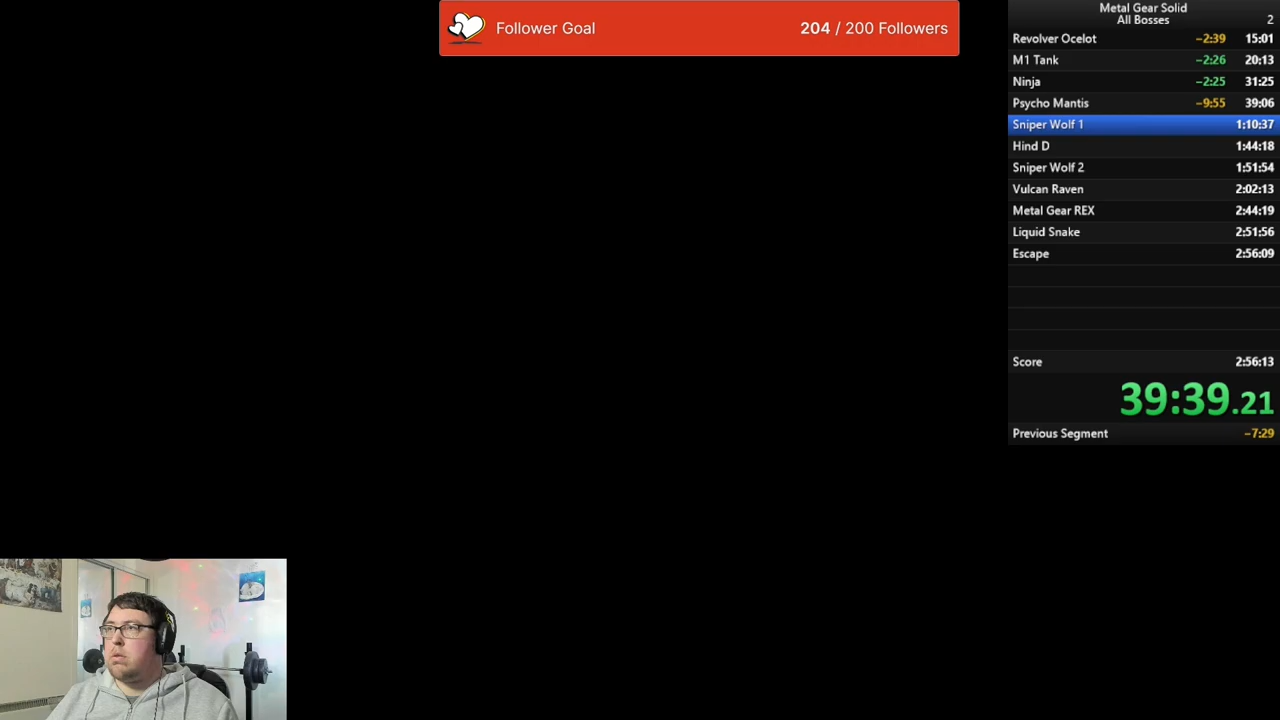 Follower Goal 204 / 200 Followers
Metal Gear Solid
All Bosses 2
Revolver Ocelot −2:39 15:01
M1 Tank −2:26 20:13
Ninja −2:25 31:25
Psycho Mantis −9:55 39:06
Sniper Wolf 1 1:10:37
Hind D 1:44:18
Sniper Wolf 2 1:51:54
Vulcan Raven 2:02:13
Metal Gear REX 2:44:19
Liquid Snake 2:51:56
Escape 2:56:09
Score 2:56:13
39:39.21
Previous Segment −7:29